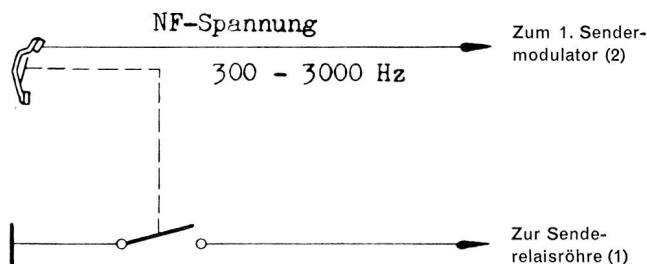 NF-Spannung
300 - 3000 Hz
Zum 1. Sender-
modulator (2)
Zur Sende-
relaisröhre (1)